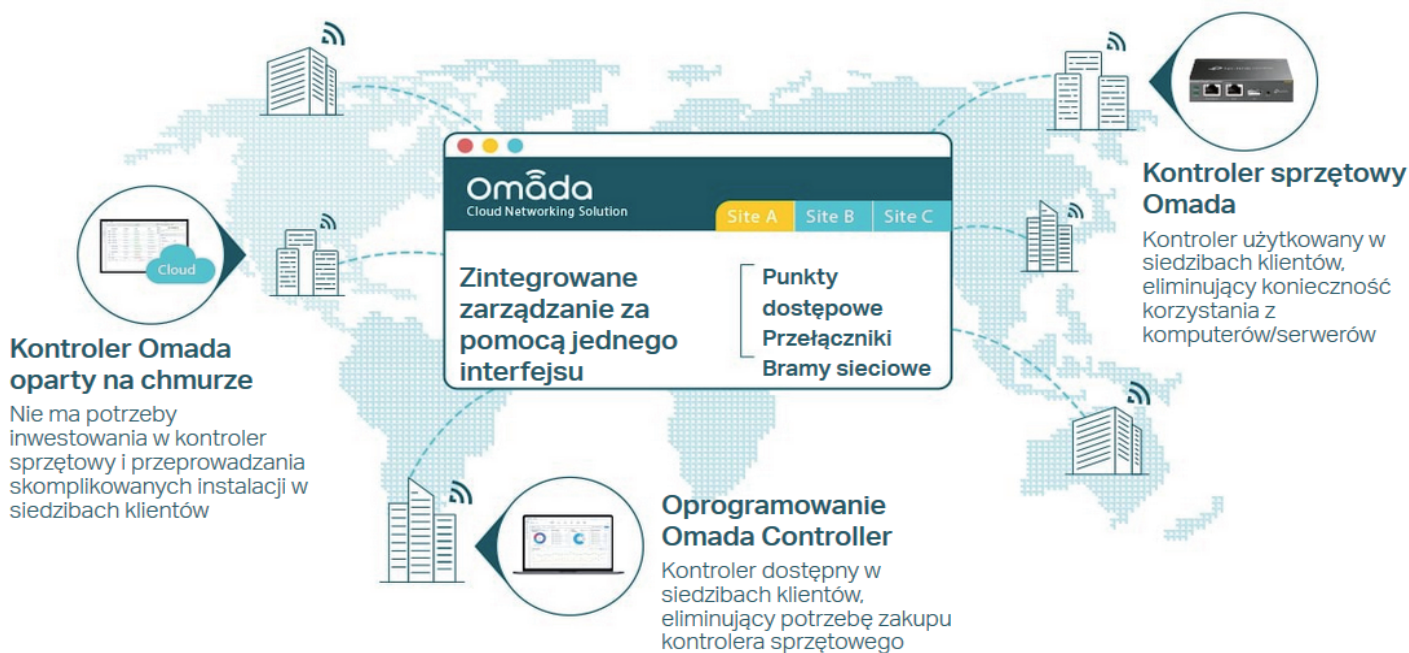 Omada
Cloud Networking Solution
Site A
Site B
Site C
Zintegrowane
zarządzanie za
pomocą jednego
interfejsu
Punkty
dostępowe
Przełączniki
Bramy sieciowe
Cloud
Kontroler Omada
oparty na chmurze
Nie ma potrzeby
inwestowania w kontroler
sprzętowy i przeprowadzania
skomplikowanych instalacji w
siedzibach klientów
Kontroler sprzętowy
Omada
Kontroler użytkowany w
siedzibach klientów,
eliminujący konieczność
korzystania z
komputerów/serwerów
Oprogramowanie
Omada Controller
Kontroler dostępny w
siedzibach klientów,
eliminujący potrzebę zakupu
kontrolera sprzętowego